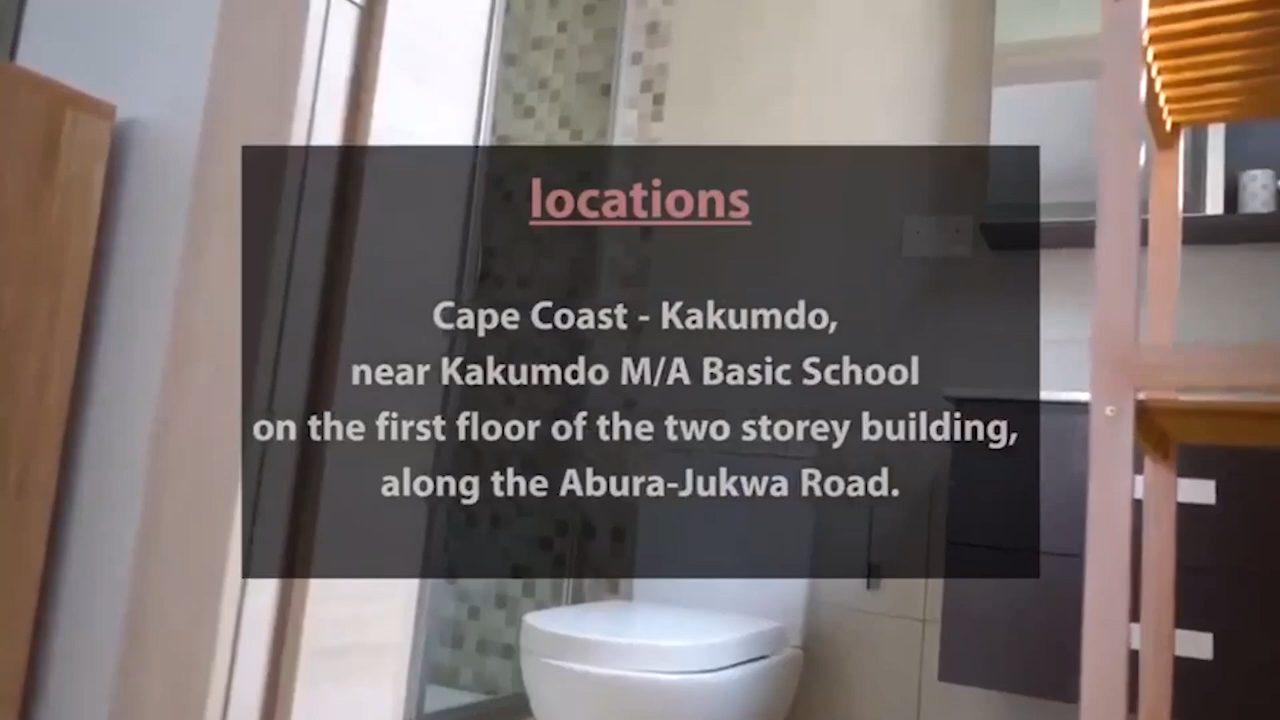 locations
Cape Coast - Kakumdo,
near Kakumdo M/A Basic School
on the first floor of the two storey building,
along the Abura-Jukwa Road.